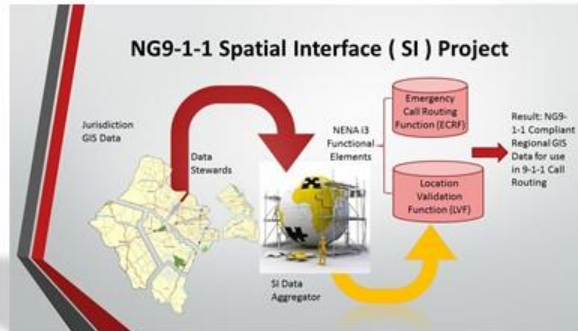 NG9-1-1 Spatial Interface ( SI ) Project
Jurisdiction
GIS Data
Data
Stewards
SI Data
Aggregator
NENA i3
Functional
Elements
Emergency
Call Routing
Function (ECRF)
Location
Validation
Function (LVF)
Result: NG9-
1-1 Compliant
Regional GIS
Data for use
in 9-1-1 Call
Routing